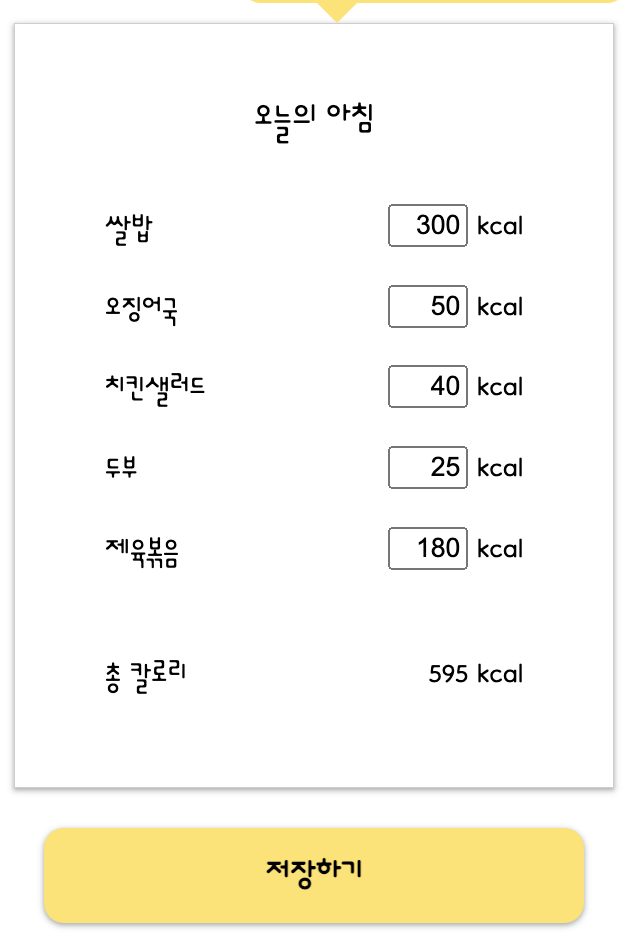 오늘의 아침
쌀밥 300 kcal
오징어국 50 kcal
치킨샐러드 40 kcal
두부 25 kcal
제육볶음 180 kcal
총 칼로리 595 kcal
저장하기